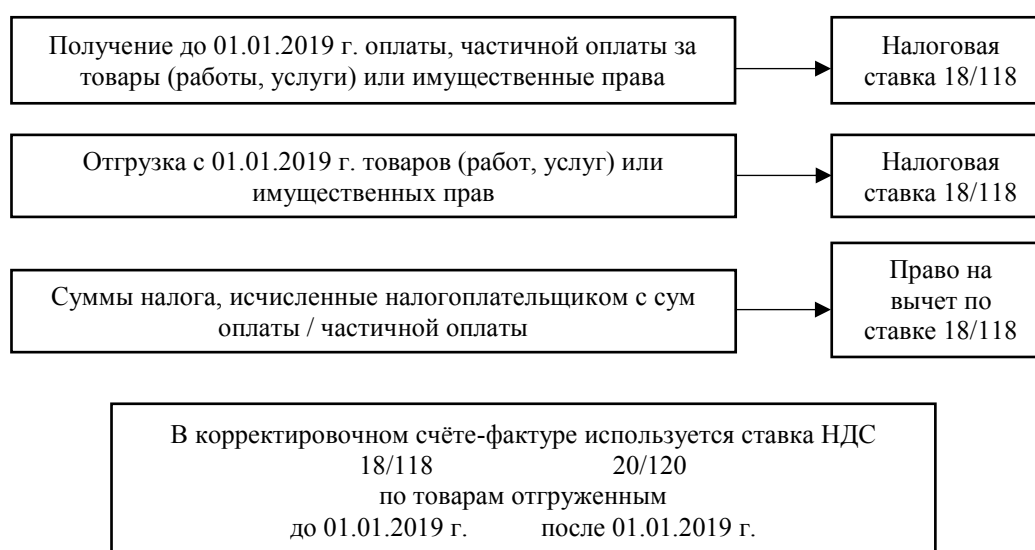 Получение до 01.01.2019 г. оплаты, частичной оплаты за
товары (работы, услуги) или имущественные права
Налоговая
ставка 18/118
Отгрузка с 01.01.2019 г. товаров (работ, услуг) или
имущественных прав
Налоговая
ставка 18/118
Суммы налога, исчисленные налогоплательщиком с сум
оплаты / частичной оплаты
Право на
вычет по
ставке 18/118
В корректировочном счёте-фактуре используется ставка НДС
18/118 20/120
по товарам отгруженным
до 01.01.2019 г. после 01.01.2019 г.